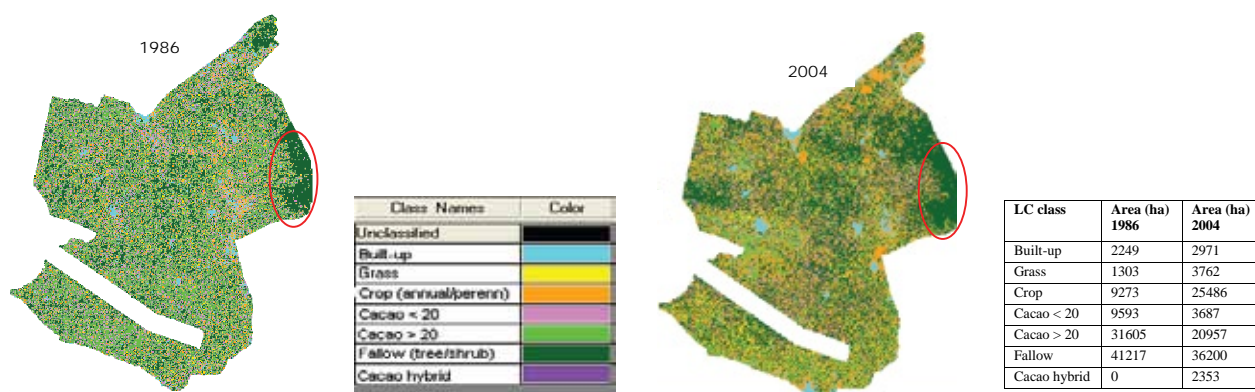 1986
2004
Class Names Color
Unclassified
Built-up
Grass
Crop (annual/perenn)
Cacao < 20
Cacao > 20
Fallow (tree/shrub)
Cacao hybrid
LC class Area (ha) 1986 Area (ha) 2004
Built-up 2249 2971
Grass 1303 3762
Crop 9273 25486
Cacao < 20 9593 3687
Cacao > 20 31605 20957
Fallow 41217 36200
Cacao hybrid 0 2353